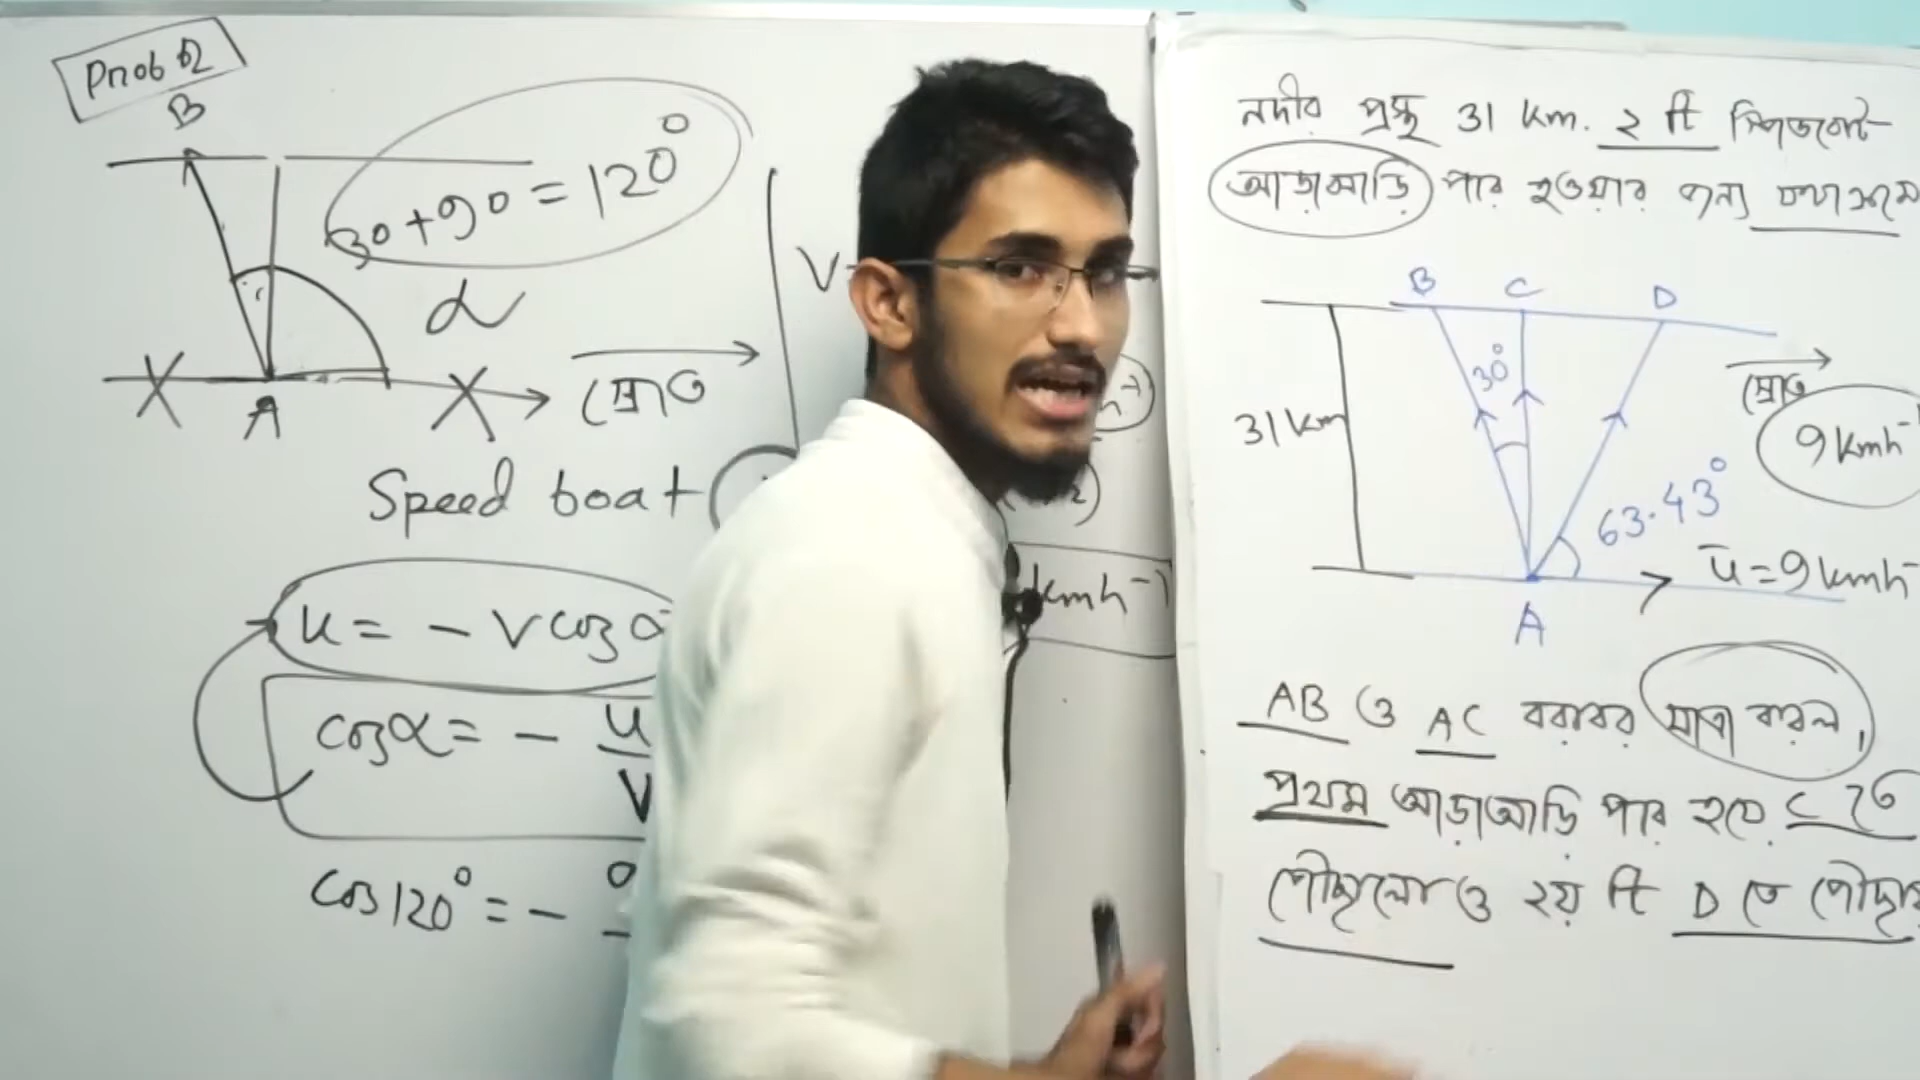 Prob 2
B
30+90 = 120°
α
V
A
স্রোত
Speed boat
u = - v cos α
cos α = - u
v
cos 120° = -
kmh⁻¹
নদীর প্রস্থ 31 km. ২ টি স্পিডবোট
আড়াআড়ি পার হওয়ার জন্য যথাক্রমে
B C D
30°
31 km
স্রোত
9 kmh⁻¹
63.43°
u = 9 kmh⁻
A
AB ও AC বরাবর যাত্রা করল,
প্রথম আড়াআড়ি পার হয়ে C তে
পৌঁছালো ও ২য় টি D তে